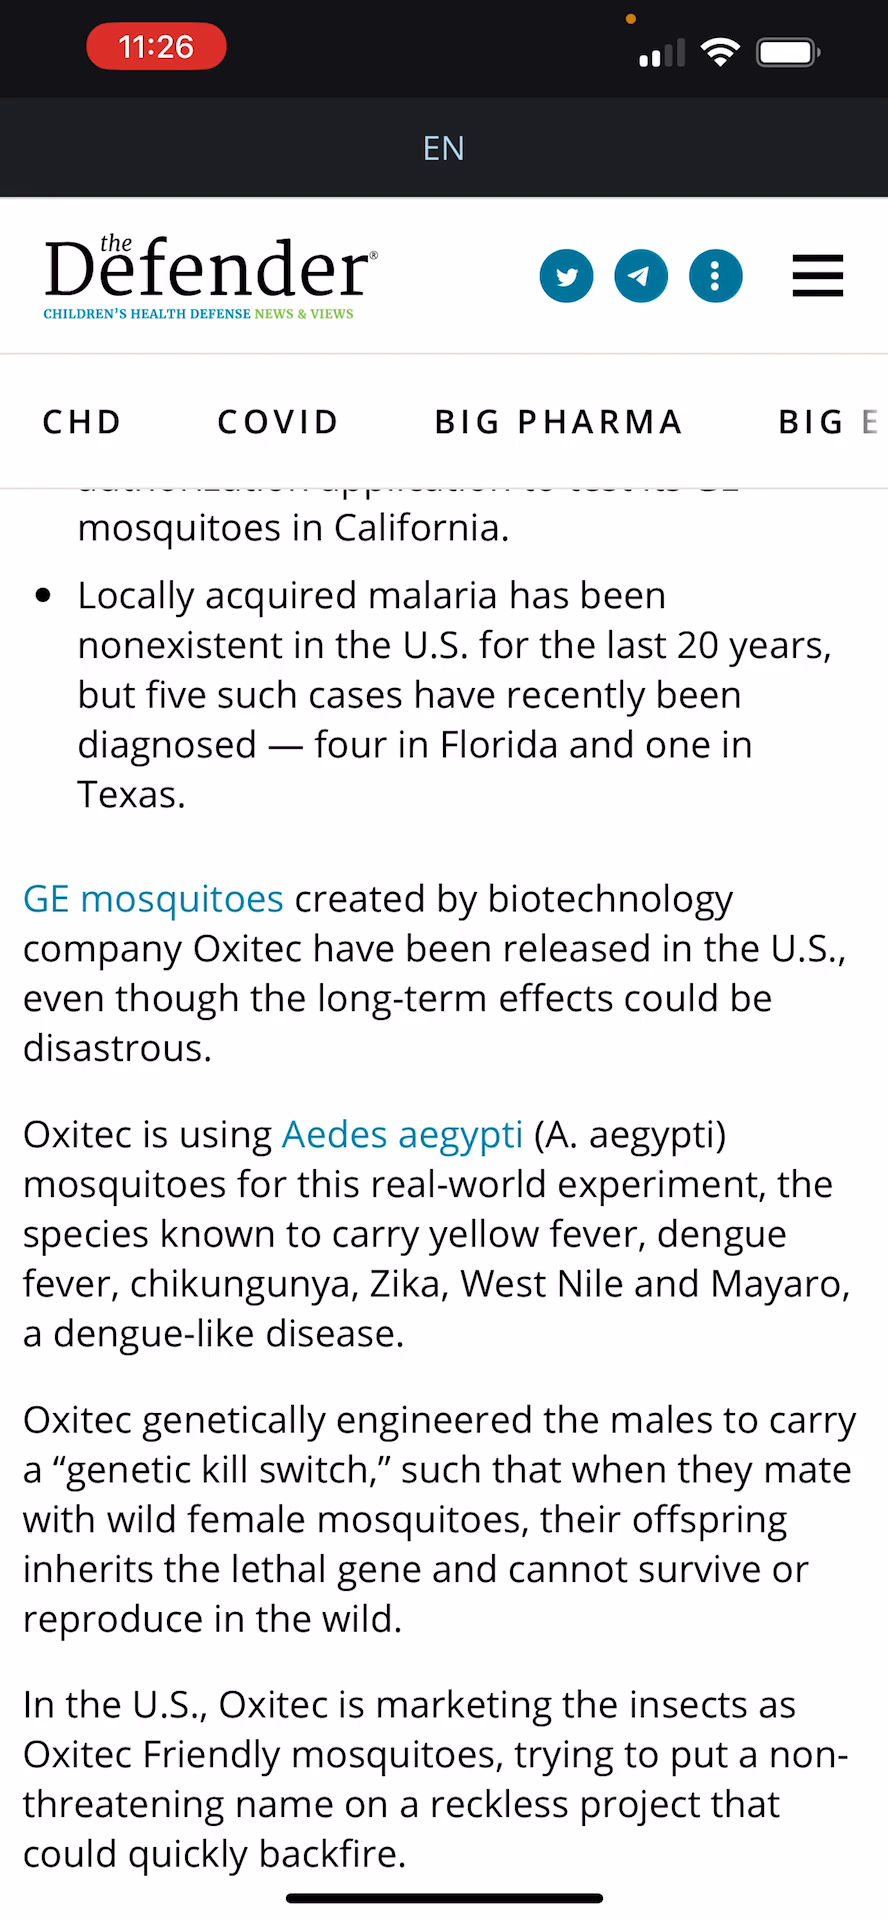 11:26
EN
the
Defender®
CHILDREN'S HEALTH DEFENSE NEWS & VIEWS
CHD COVID BIG PHARMA BIG E
authorization application to test its GE
mosquitoes in California.
• Locally acquired malaria has been
nonexistent in the U.S. for the last 20 years,
but five such cases have recently been
diagnosed — four in Florida and one in
Texas.
GE mosquitoes created by biotechnology
company Oxitec have been released in the U.S.,
even though the long-term effects could be
disastrous.
Oxitec is using Aedes aegypti (A. aegypti)
mosquitoes for this real-world experiment, the
species known to carry yellow fever, dengue
fever, chikungunya, Zika, West Nile and Mayaro,
a dengue-like disease.
Oxitec genetically engineered the males to carry
a “genetic kill switch,” such that when they mate
with wild female mosquitoes, their offspring
inherits the lethal gene and cannot survive or
reproduce in the wild.
In the U.S., Oxitec is marketing the insects as
Oxitec Friendly mosquitoes, trying to put a non-
threatening name on a reckless project that
could quickly backfire.